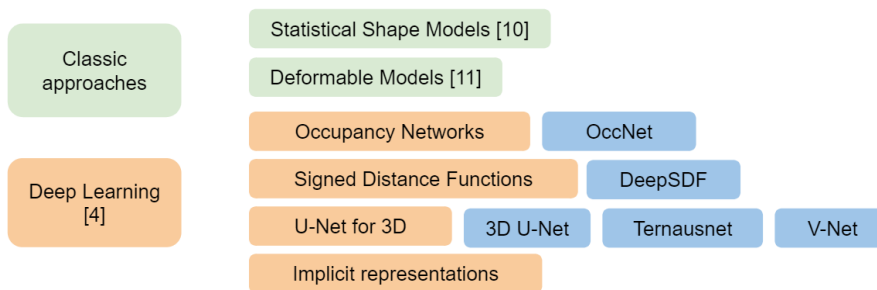 Classic
approaches
Statistical Shape Models [10]
Deformable Models [11]
Deep Learning
[4]
Occupancy Networks
OccNet
Signed Distance Functions
DeepSDF
U-Net for 3D
3D U-Net
Ternausnet
V-Net
Implicit representations